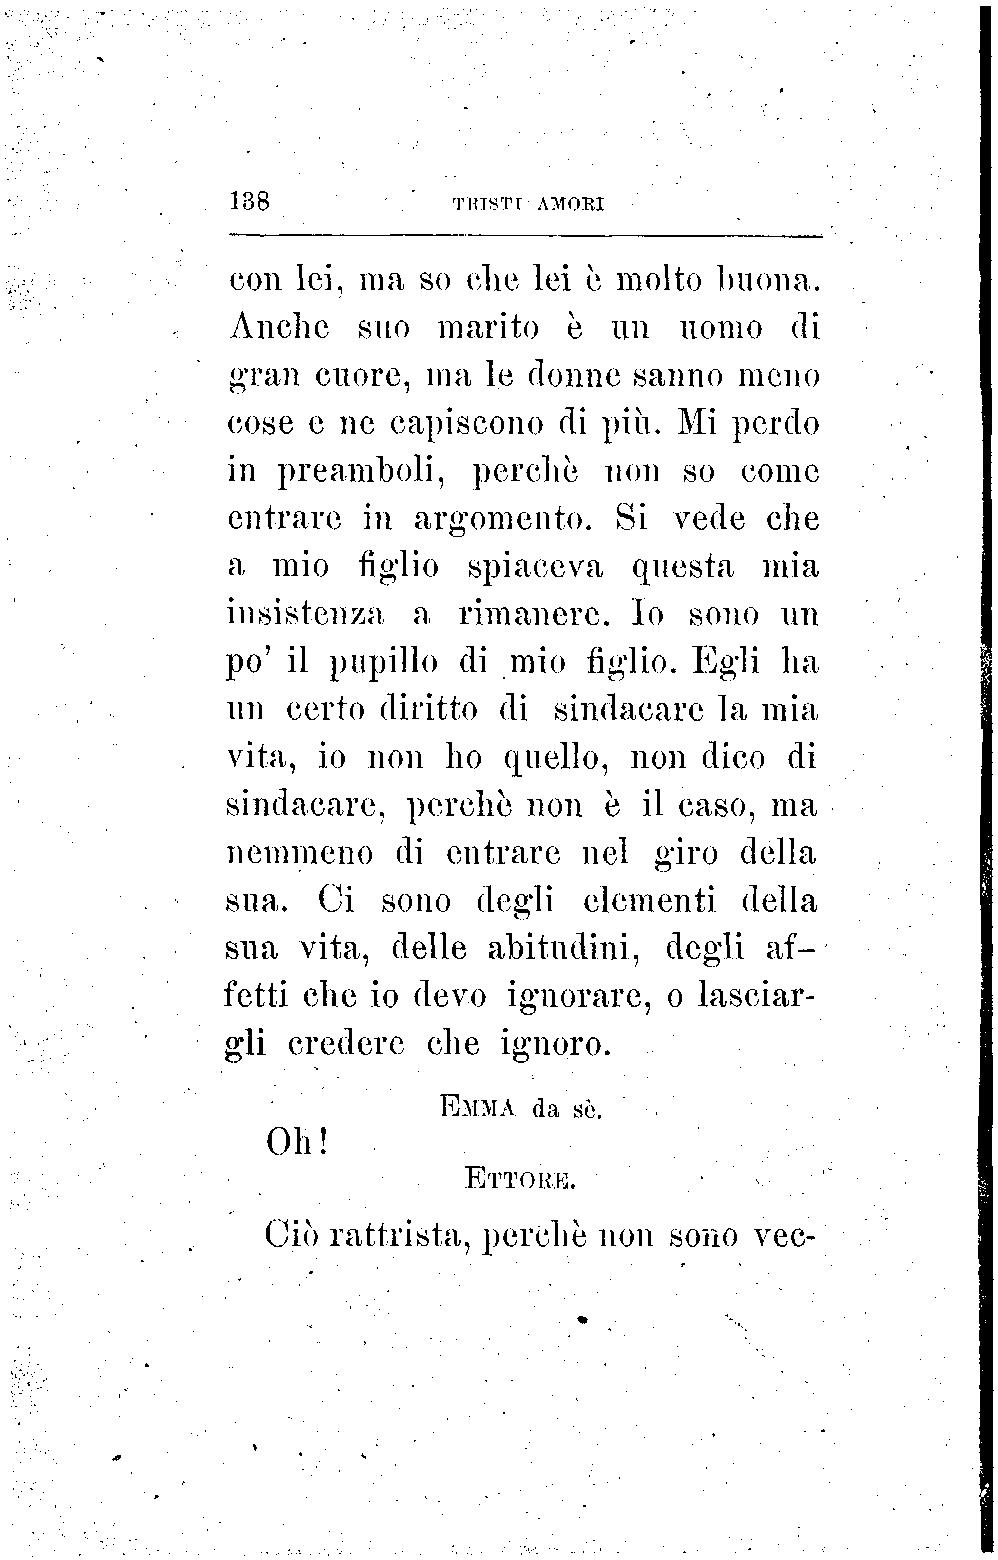 138 TRISTI AMORI
con lei, ma so che lei è molto buona.
Anche suo marito è un uomo di
gran cuore, ma le donne sanno meno
cose e ne capiscono di più. Mi perdo
in preamboli, perchè non so come
entrare in argomento. Si vede che
a mio figlio spiaceva questa mia
insistenza a rimanere. Io sono un
po' il pupillo di mio figlio. Egli ha
un certo diritto di sindacare la mia
vita, io non ho quello, non dico di
sindacare, perchè non è il caso, ma
nemmeno di entrare nel giro della
sua. Ci sono degli elementi della
sua vita, delle abitudini, degli af-
fetti che io devo ignorare, o lasciar-
gli credere che ignoro.
EMMA da sè.
Oh!
ETTORE.
Ciò rattrista, perchè non sono vec-